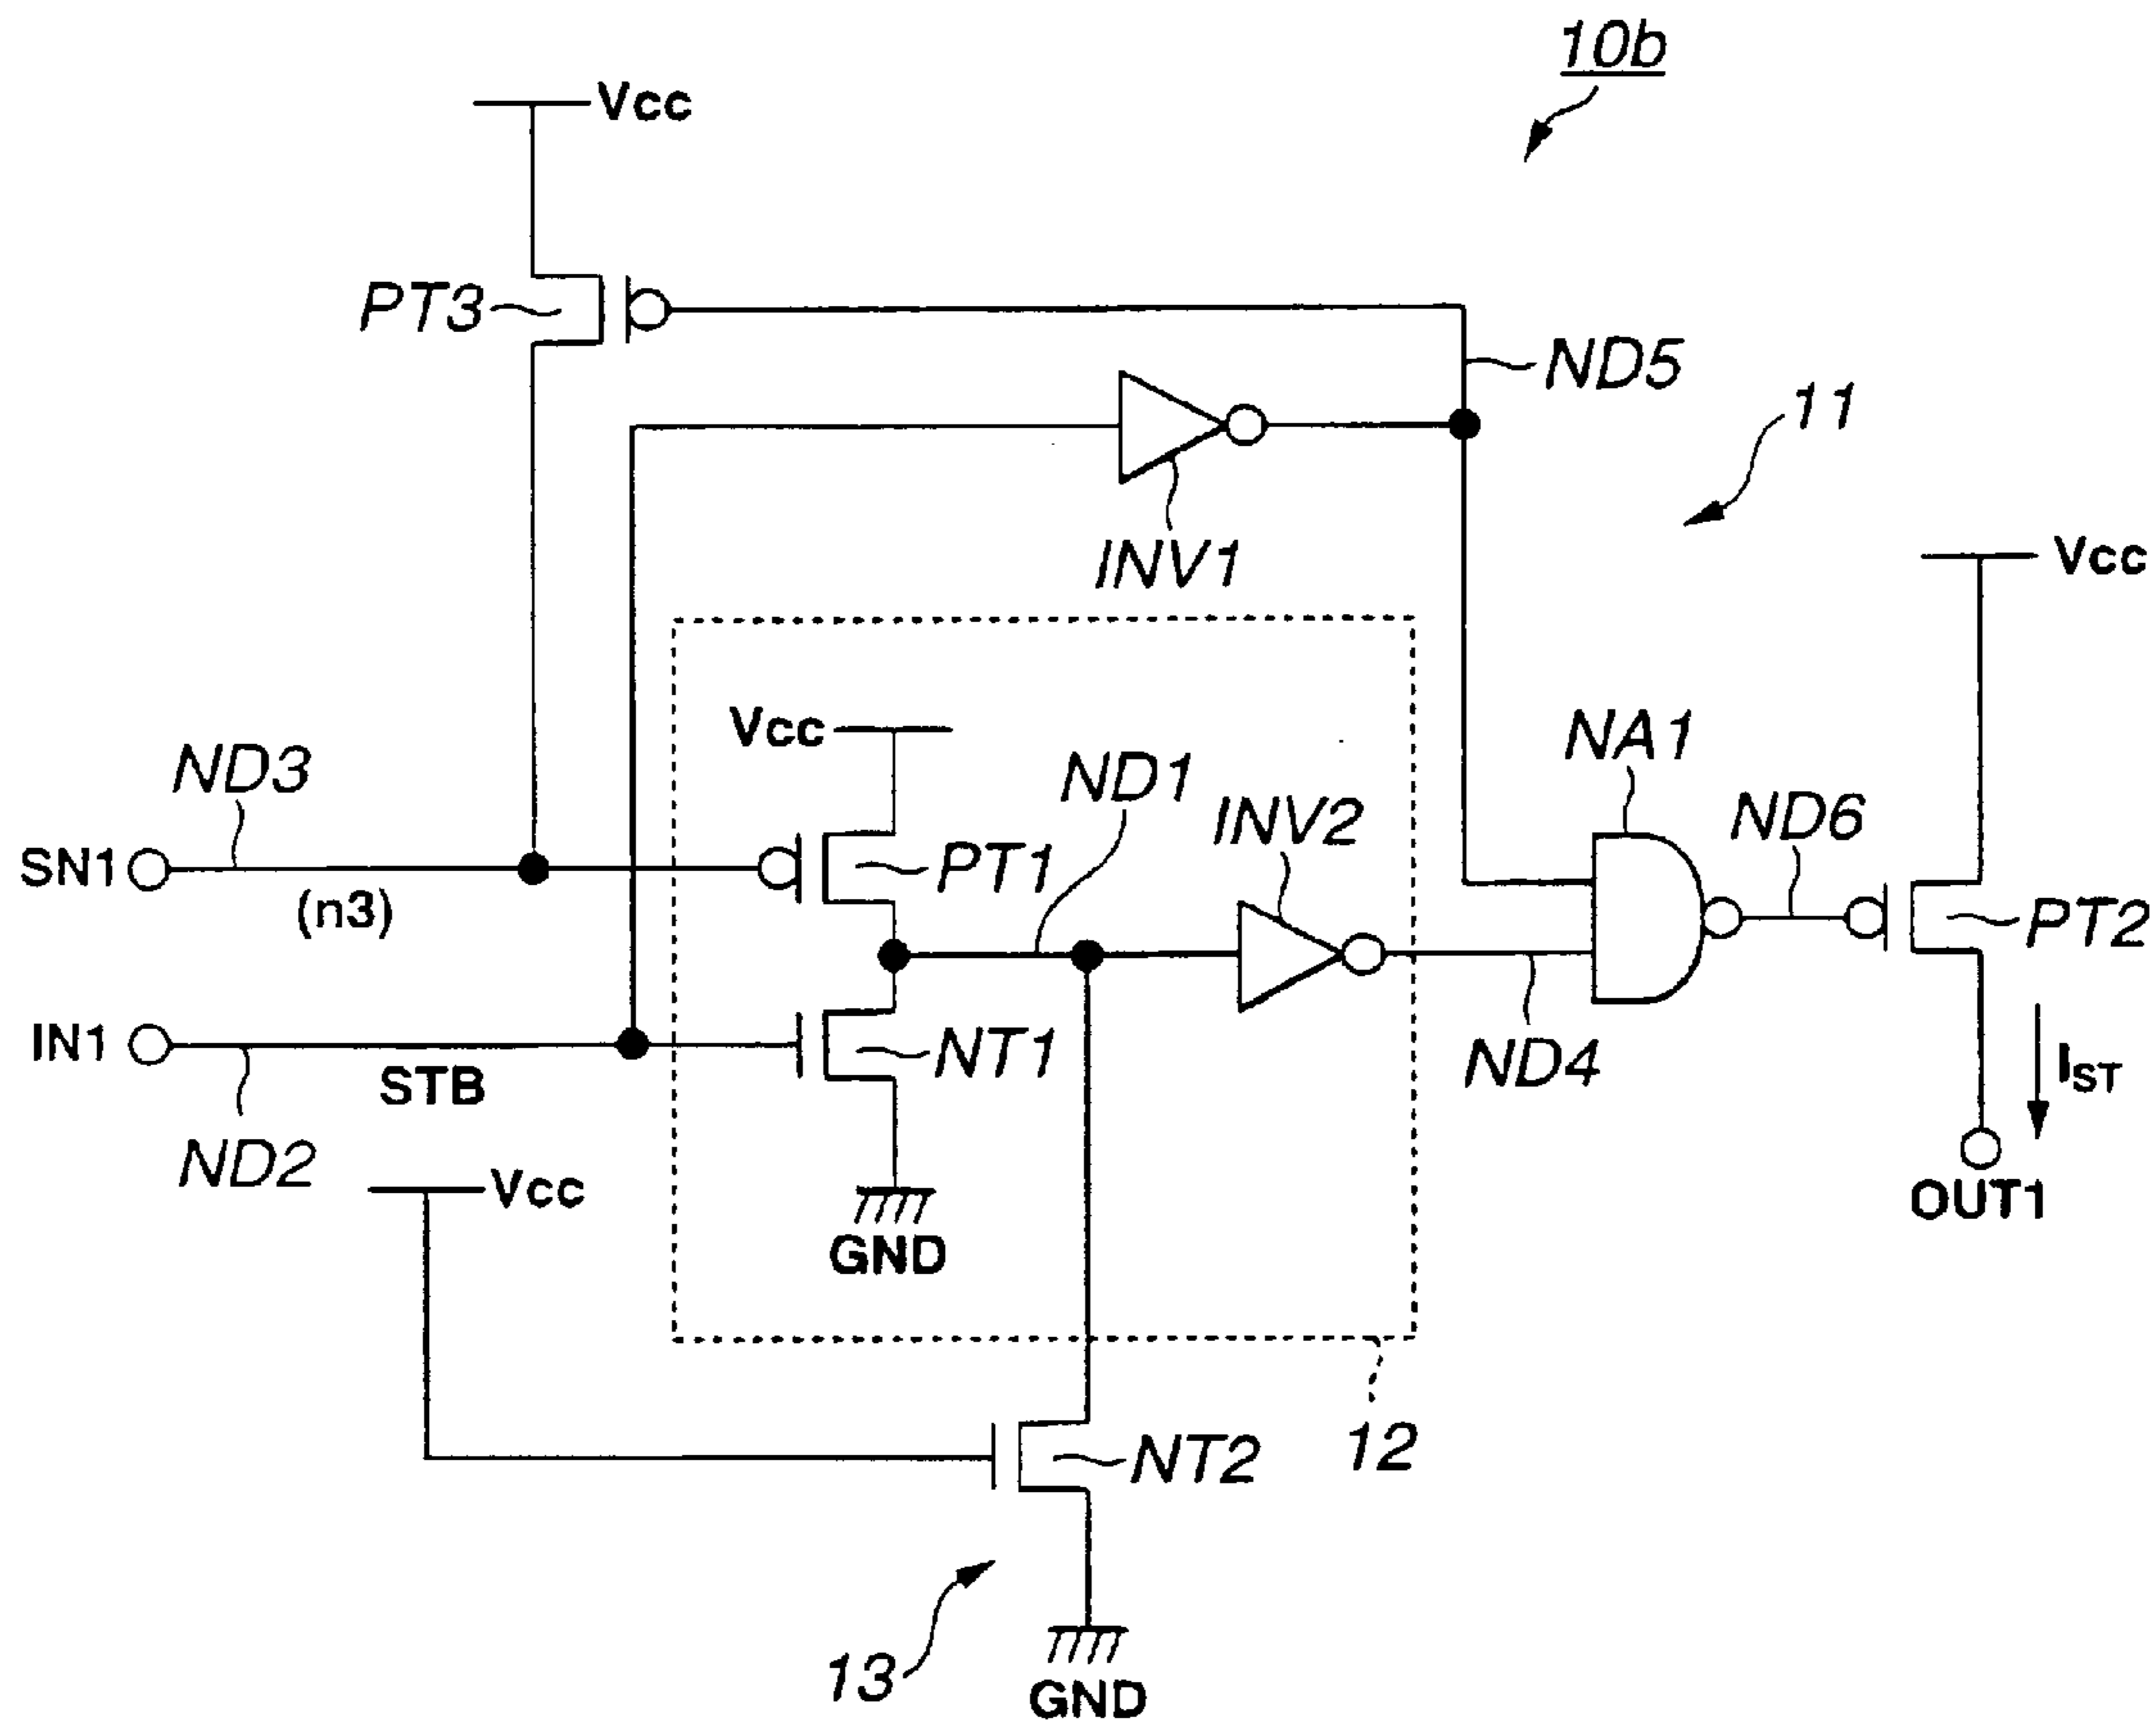 10b
Vcc
PT3
ND5
11
INV1
Vcc
Vcc
NA1
ND3
ND1
INV2
ND6
SN1
PT1
PT2
(n3)
IN1
NT1
ND4
IST
STB
ND2
Vcc
OUT1
GND
12
NT2
13
GND